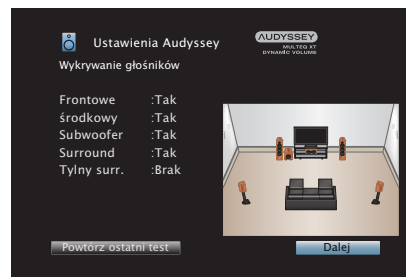 Ustawienia Audyssey
AUDYSSEY
MULTEQ XT
DYNAMIC VOLUME
Wykrywanie głośników
Frontowe :Tak
środkowy :Tak
Subwoofer :Tak
Surround :Tak
Tylny surr. :Brak
Powtórz ostatni test
Dalej